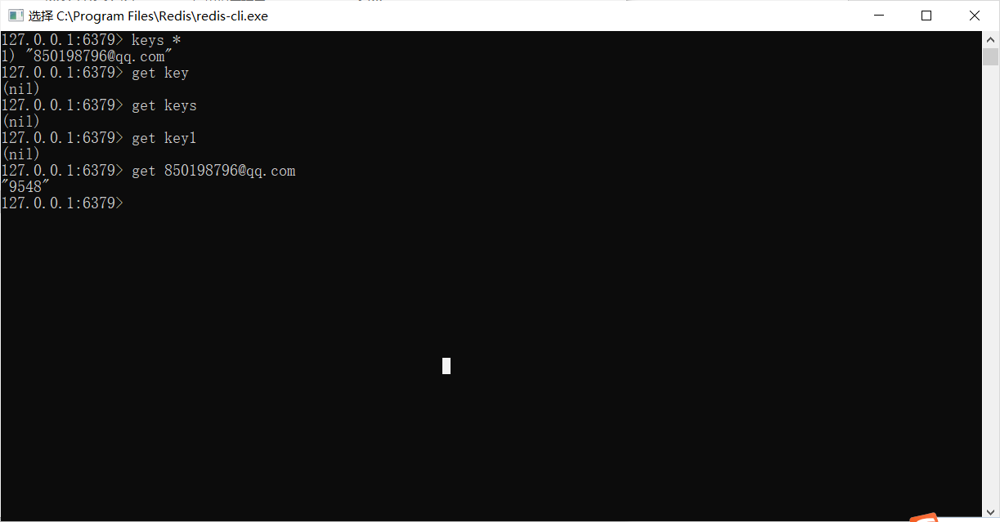 选择 C:\Program Files\Redis\redis-cli.exe
127.0.0.1:6379> keys *
1) "850198796@qq.com"
127.0.0.1:6379> get key
(nil)
127.0.0.1:6379> get keys
(nil)
127.0.0.1:6379> get key1
(nil)
127.0.0.1:6379> get 850198796@qq.com
"9548"
127.0.0.1:6379>